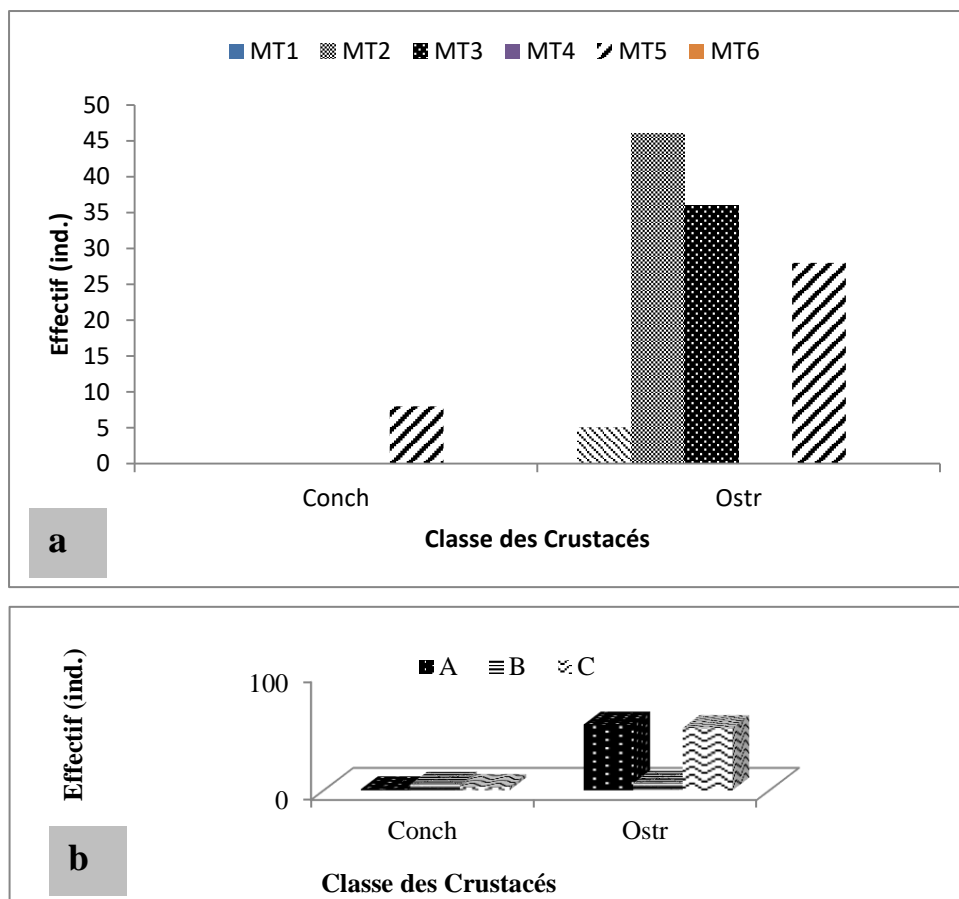 MT1 MT2 MT3 MT4 MT5 MT6
50
45
40
35
30
25
20
15
10
5
0
Effectif (ind.)
Conch Ostr
Classe des Crustacés
a
Effectif (ind.)
A B C
100
0
Conch Ostr
b
Classe des Crustacés